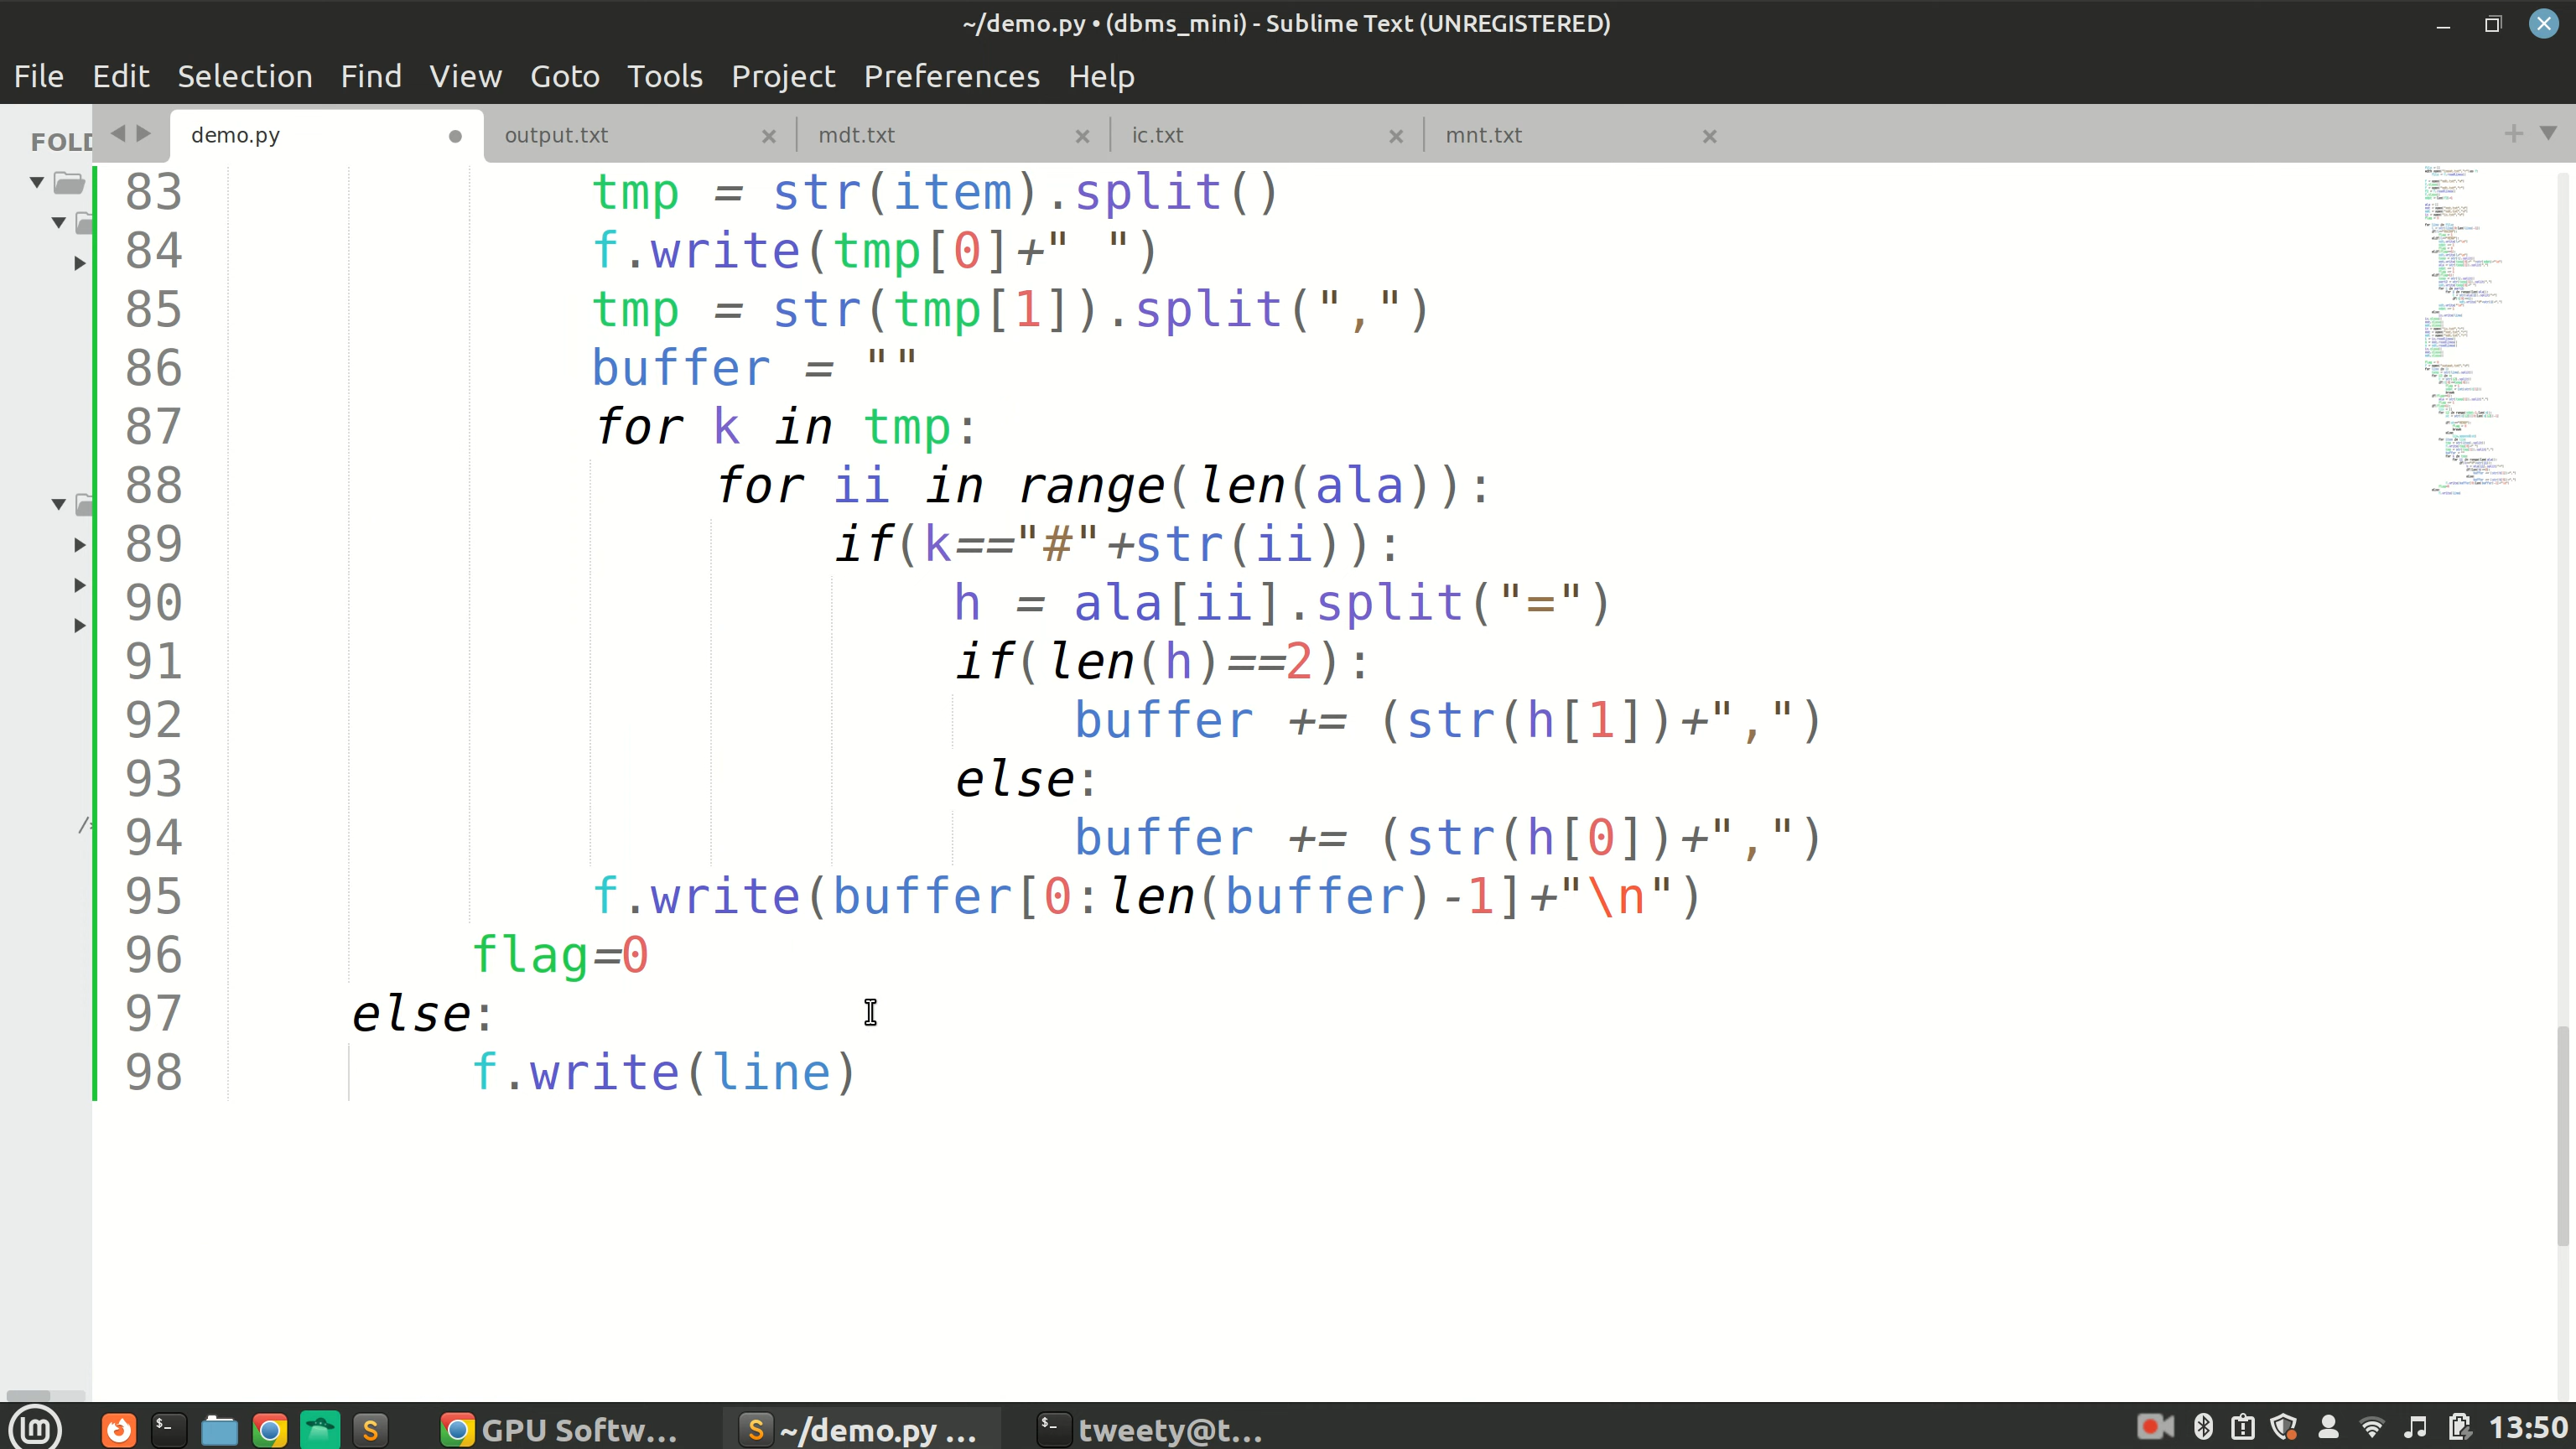 ~/demo.py • (dbms_mini) - Sublime Text (UNREGISTERED)
File Edit Selection Find View Goto Tools Project Preferences Help
FOLD
demo.py output.txt mdt.txt ic.txt mnt.txt
83 tmp = str(item).split()
84 f.write(tmp[0]+" ")
85 tmp = str(tmp[1]).split(",")
86 buffer = ""
87 for k in tmp:
88 for ii in range(len(ala)):
89 if(k=="#"+str(ii)):
90 h = ala[ii].split("=")
91 if(len(h)==2):
92 buffer += (str(h[1])+",")
93 else:
94 buffer += (str(h[0])+",")
95 f.write(buffer[0:len(buffer)-1]+"\n")
96 flag=0
97 else:
98 f.write(line)
GPU Softw... ~/demo.py ... tweety@t... 13:50